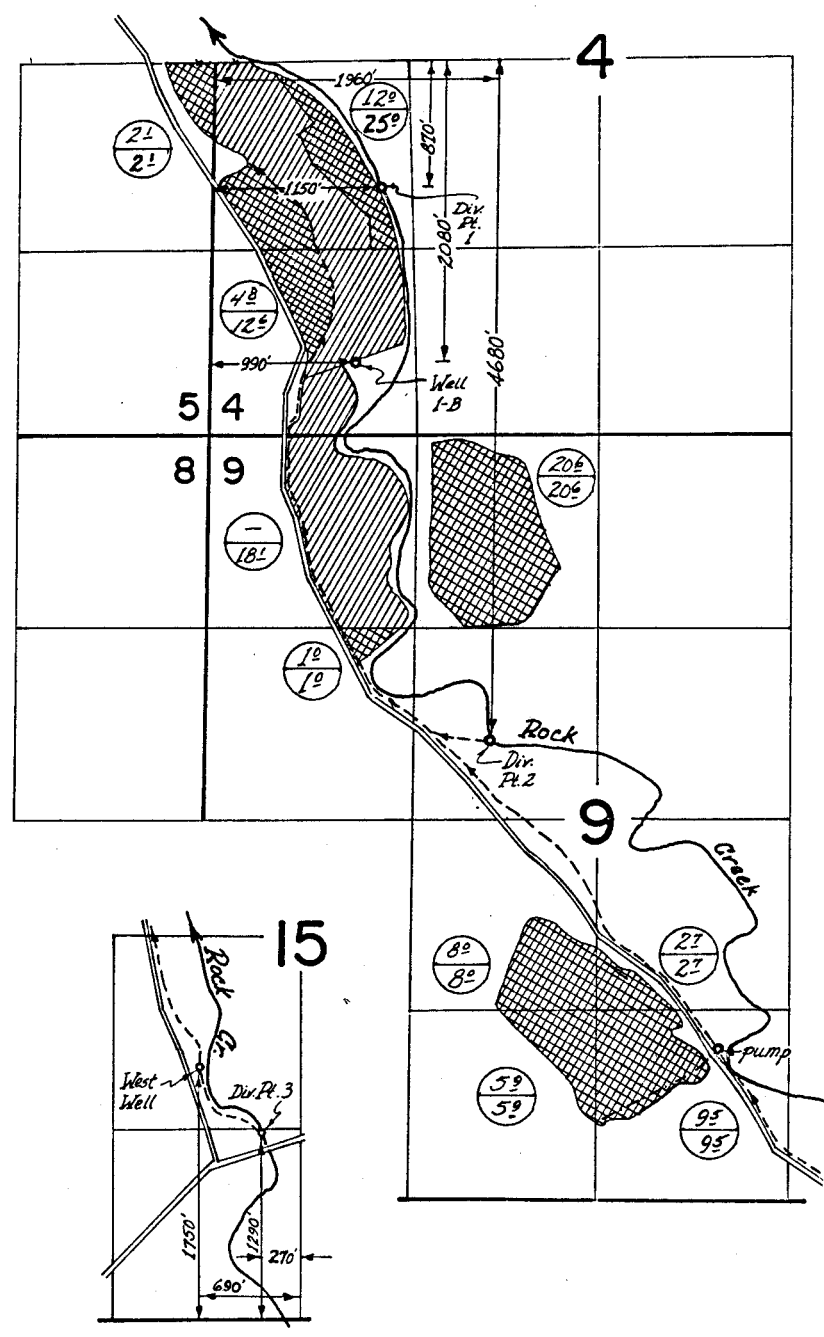 4
1960'
12.0
25.0
870'
2.1
2.1
1150'
Div.
Pt.
1
2080'
4.8
12.6
4680'
990'
Well
1-B
5 4
8 9
20.6
20.6
—
18.1
1.0
1.0
Rock
Div.
Pt.2
9
Creek
15
Rock
Cr.
8.0
8.0
2.7
2.7
pump
West
Well
Div.Pt.3
5.9
5.9
9.5
9.5
1750'
1290'
270'
690'